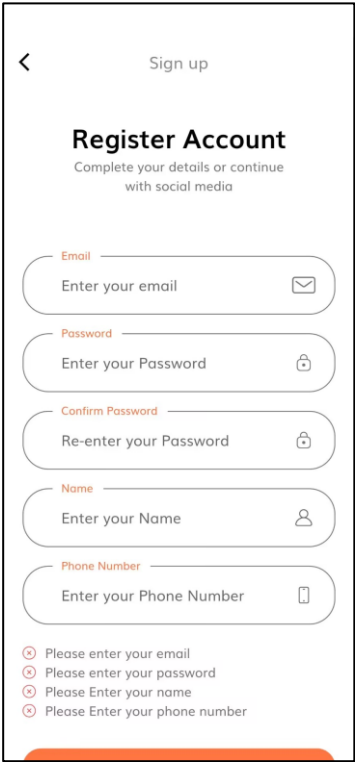 Sign up
Register Account
Complete your details or continue
with social media
Email
Enter your email
Password
Enter your Password
Confirm Password
Re-enter your Password
Name
Enter your Name
Phone Number
Enter your Phone Number
Please enter your email
Please enter your password
Please Enter your name
Please Enter your phone number